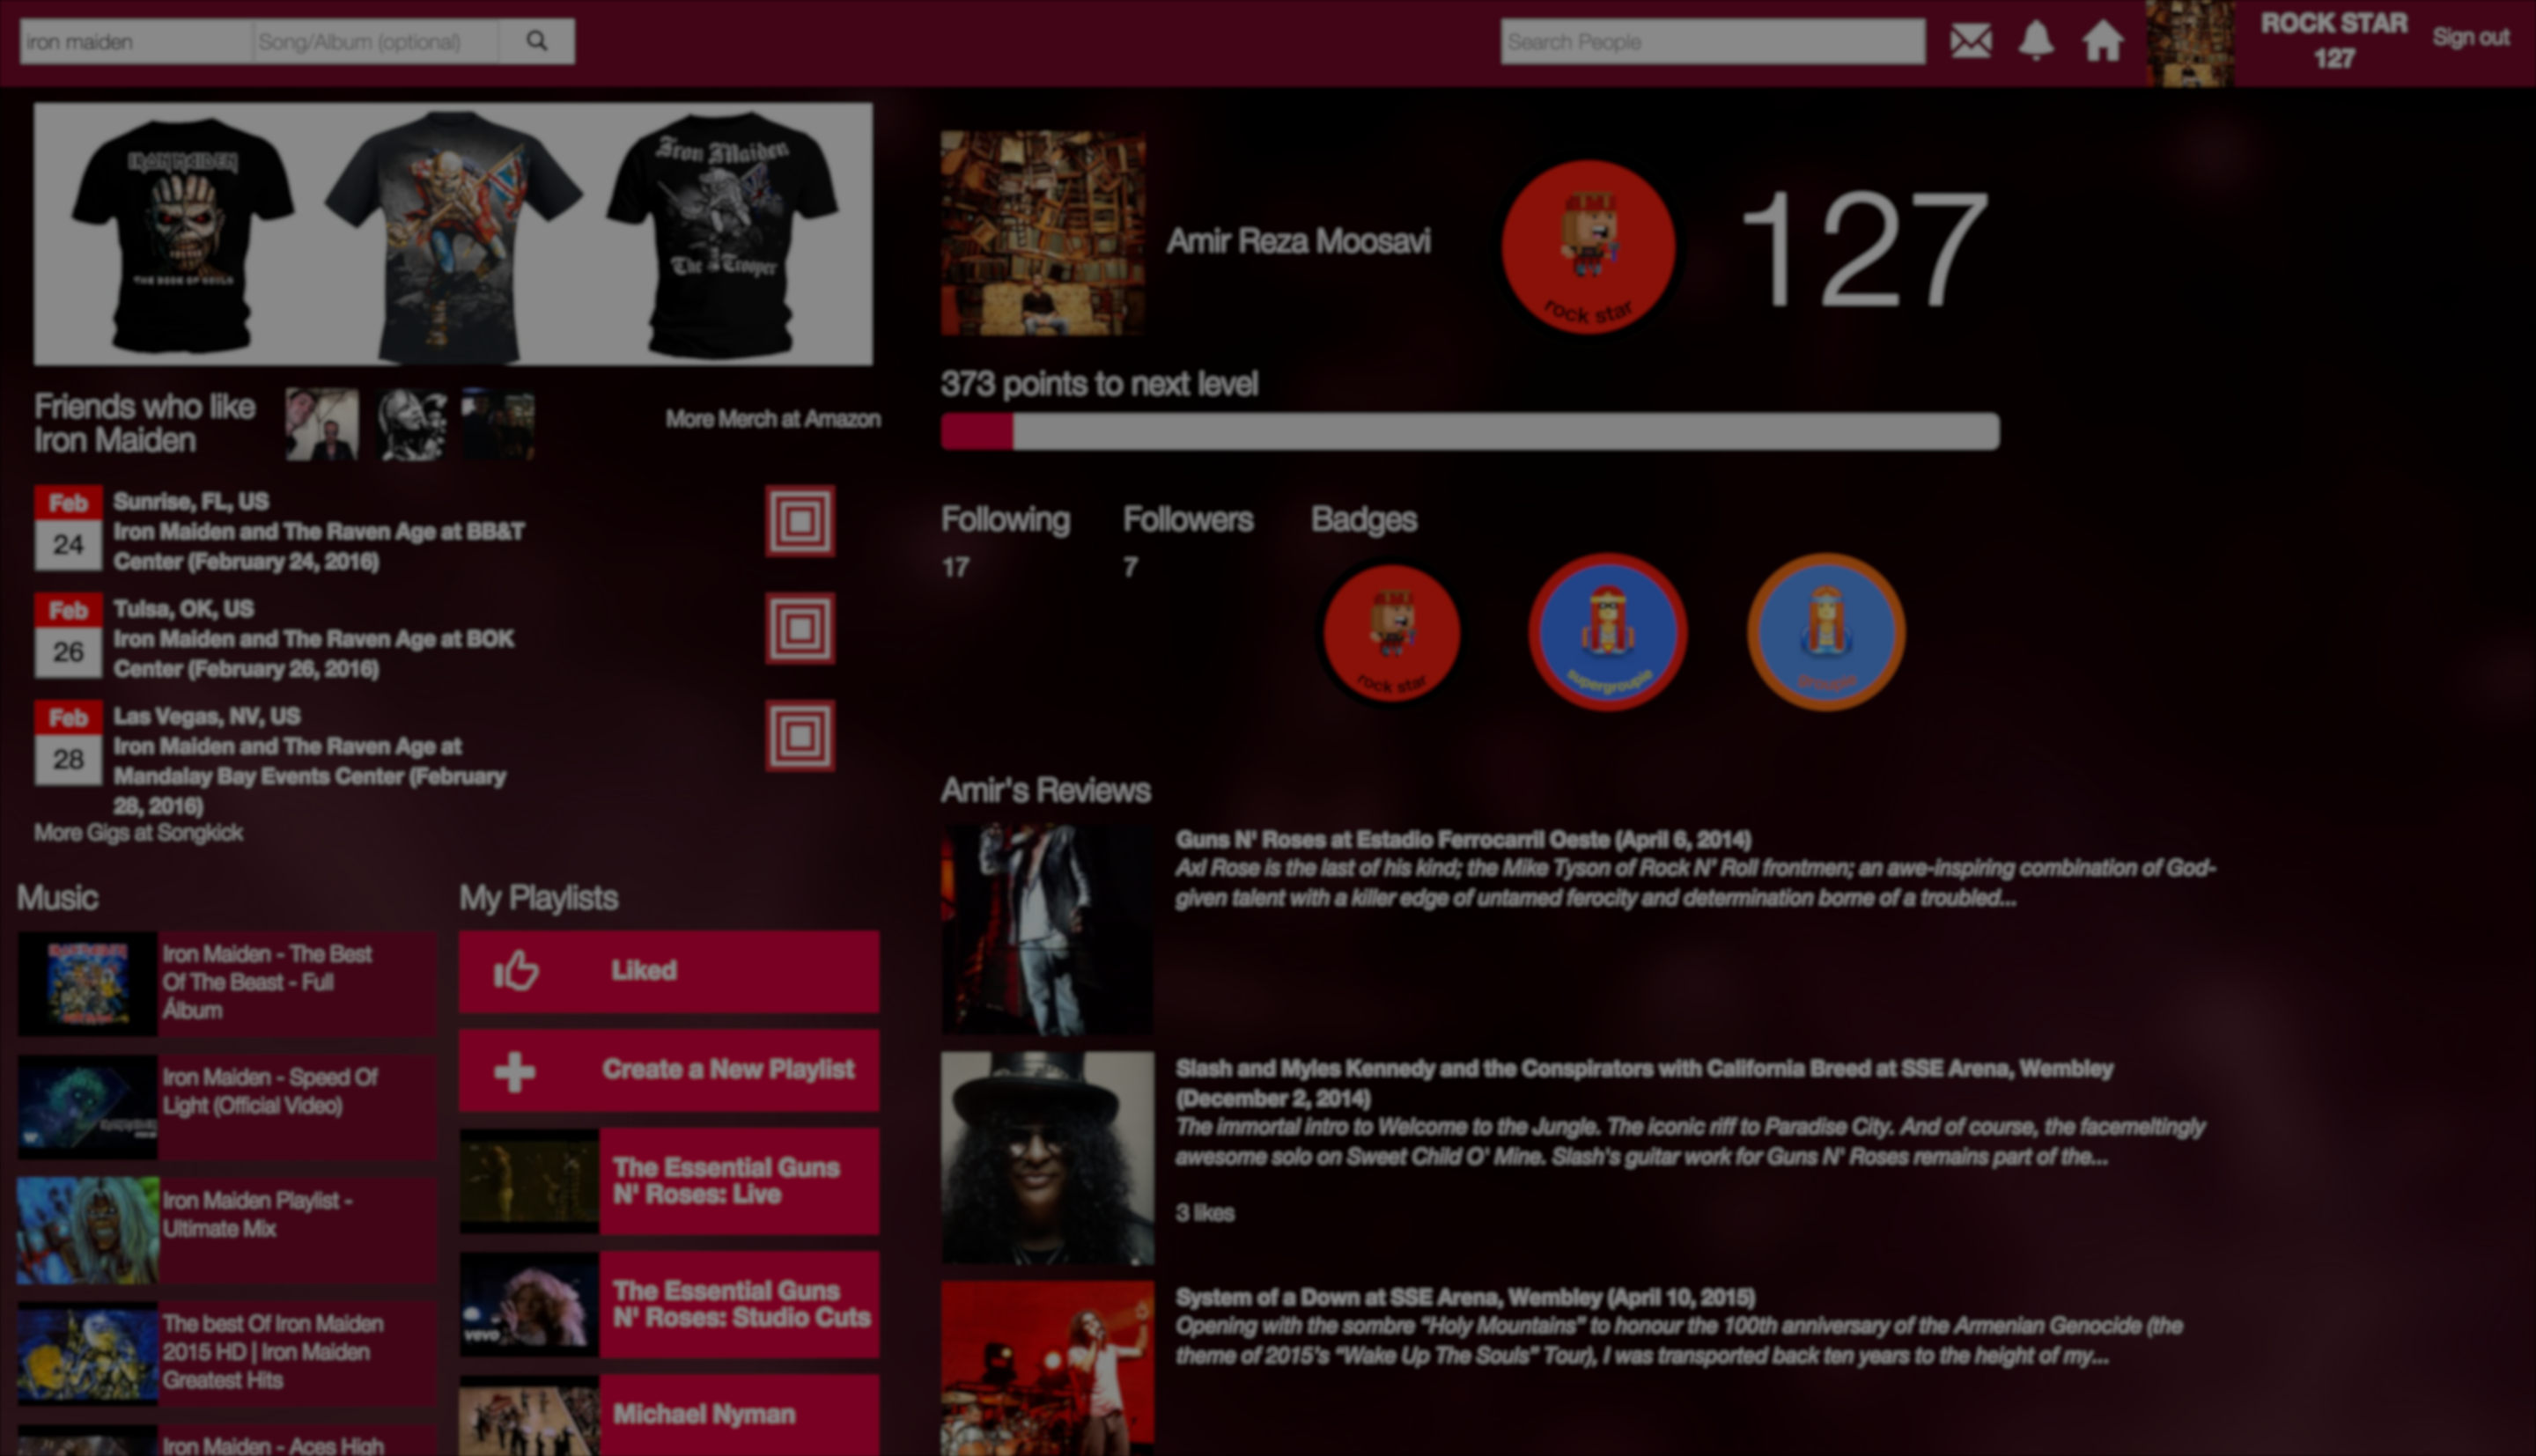 iron maiden
Song/Album (optional)
Search People
ROCK STAR
127
Sign out
IRON MAIDEN
THE BOOK OF SOULS
Iron Maiden
The Trooper
Friends who like
Iron Maiden
More Merch at Amazon
Feb
24
Sunrise, FL, US
Iron Maiden and The Raven Age at BB&T
Center (February 24, 2016)
Feb
26
Tulsa, OK, US
Iron Maiden and The Raven Age at BOK
Center (February 26, 2016)
Feb
28
Las Vegas, NV, US
Iron Maiden and The Raven Age at
Mandalay Bay Events Center (February
28, 2016)
More Gigs at Songkick
Music
Iron Maiden - The Best
Of The Beast - Full
Álbum
Iron Maiden - Speed Of
Light (Official Video)
Iron Maiden Playlist -
Ultimate Mix
The best Of Iron Maiden
2015 HD | Iron Maiden
Greatest Hits
Iron Maiden - Aces High
My Playlists
Liked
Create a New Playlist
The Essential Guns
N' Roses: Live
vevo
The Essential Guns
N' Roses: Studio Cuts
Michael Nyman
Amir Reza Moosavi
rock star
127
373 points to next level
Following
17
Followers
7
Badges
rock star
supergroupie
groupie
Amir's Reviews
Guns N' Roses at Estadio Ferrocarril Oeste (April 6, 2014)
Axl Rose is the last of his kind; the Mike Tyson of Rock N' Roll frontmen; an awe-inspiring combination of God-
given talent with a killer edge of untamed ferocity and determination borne of a troubled...
Slash and Myles Kennedy and the Conspirators with California Breed at SSE Arena, Wembley
(December 2, 2014)
The immortal intro to Welcome to the Jungle. The iconic riff to Paradise City. And of course, the facemeltingly
awesome solo on Sweet Child O' Mine. Slash's guitar work for Guns N' Roses remains part of the...
3 likes
System of a Down at SSE Arena, Wembley (April 10, 2015)
Opening with the sombre “Holy Mountains” to honour the 100th anniversary of the Armenian Genocide (the
theme of 2015's “Wake Up The Souls” Tour), I was transported back ten years to the height of my...